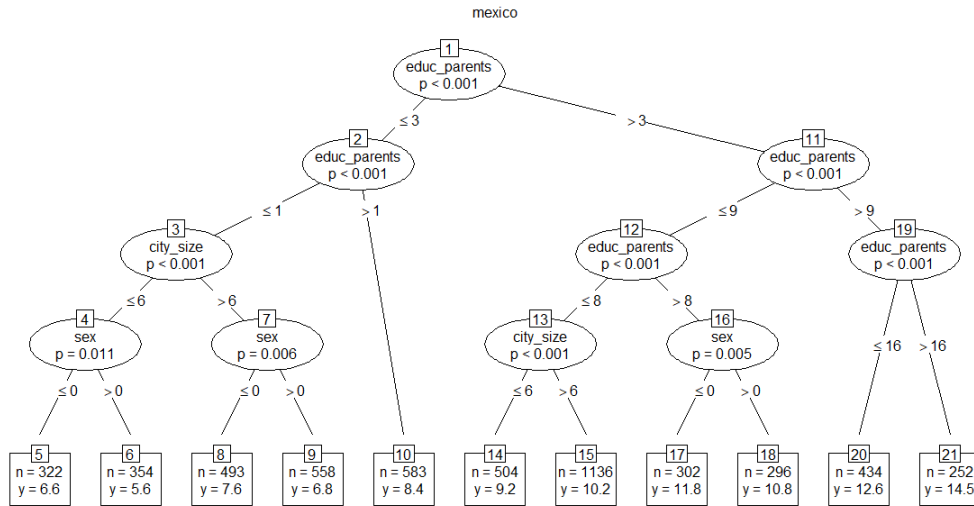 mexico
1
educ_parents
p < 0.001
≤ 3
> 3
2
educ_parents
p < 0.001
11
educ_parents
p < 0.001
≤ 1
> 1
≤ 9
> 9
3
city_size
p < 0.001
12
educ_parents
p < 0.001
19
educ_parents
p < 0.001
≤ 6
> 6
≤ 8
> 8
4
sex
p = 0.011
7
sex
p = 0.006
13
city_size
p < 0.001
16
sex
p = 0.005
≤ 16
> 16
≤ 0
> 0
≤ 0
> 0
≤ 6
> 6
≤ 0
> 0
5
n = 322
y = 6.6
6
n = 354
y = 5.6
8
n = 493
y = 7.6
9
n = 558
y = 6.8
10
n = 583
y = 8.4
14
n = 504
y = 9.2
15
n = 1136
y = 10.2
17
n = 302
y = 11.8
18
n = 296
y = 10.8
20
n = 434
y = 12.6
21
n = 252
y = 14.5